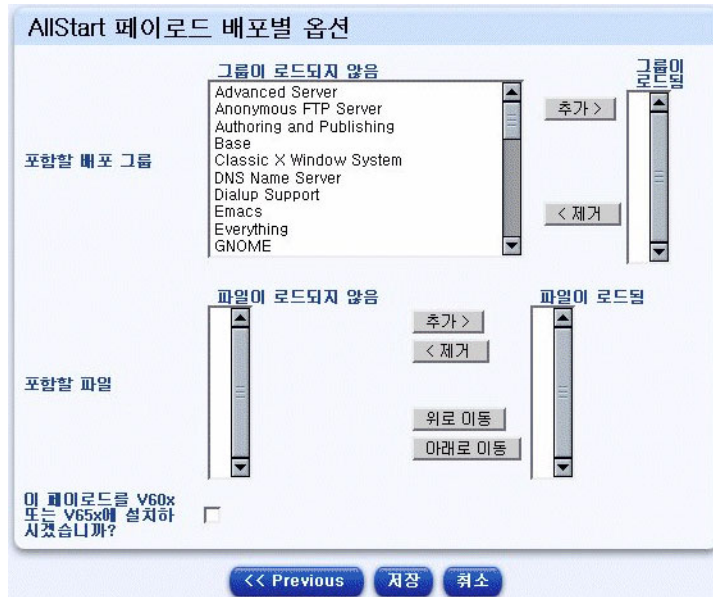 AllStart 페이로드 배포별 옵션
그룹이 로드되지 않음
그룹이
로드됨
포함할 배포 그룹
Advanced Server
Anonymous FTP Server
Authoring and Publishing
Base
Classic X Window System
DNS Name Server
Dialup Support
Emacs
Everything
GNOME
추가 >
< 제거
파일이 로드되지 않음
파일이 로드됨
포함할 파일
추가 >
< 제거
위로 이동
아래로 이동
이 페이로드를 V60x
또는 V65x에 설치하
시겠습니까?
<< Previous
저장
취소